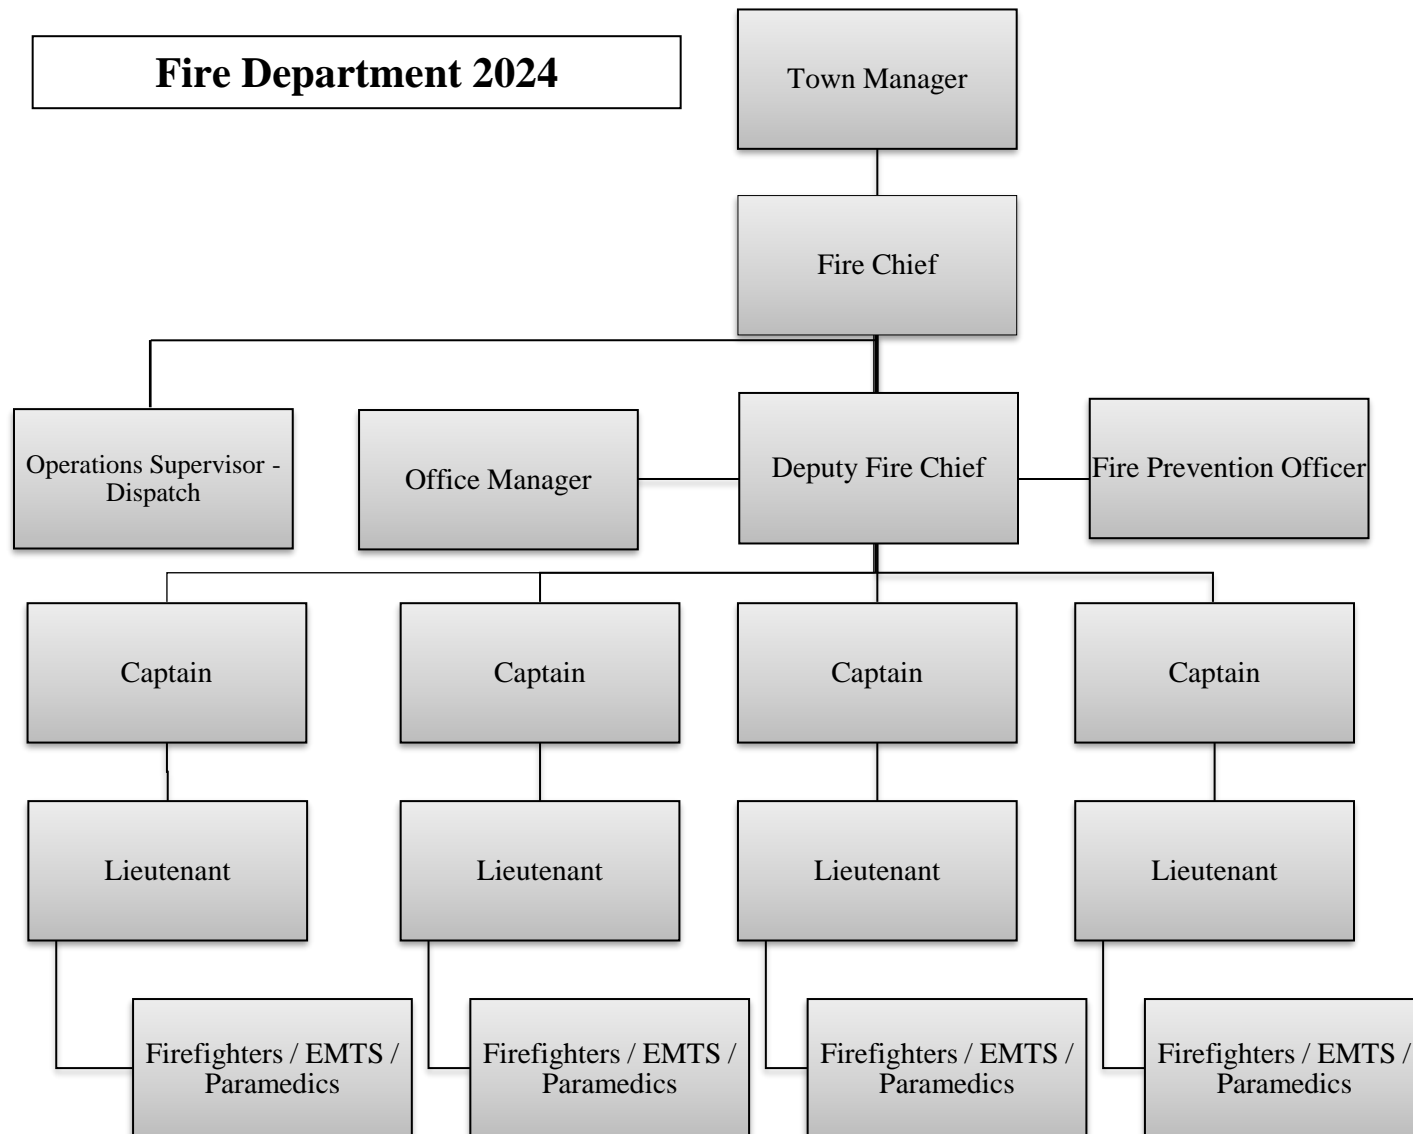 Fire Department 2024
Town Manager
Fire Chief
Operations Supervisor -
Dispatch
Office Manager
Deputy Fire Chief
Fire Prevention Officer
Captain
Captain
Captain
Captain
Lieutenant
Lieutenant
Lieutenant
Lieutenant
Firefighters / EMTS /
Paramedics
Firefighters / EMTS /
Paramedics
Firefighters / EMTS /
Paramedics
Firefighters / EMTS /
Paramedics